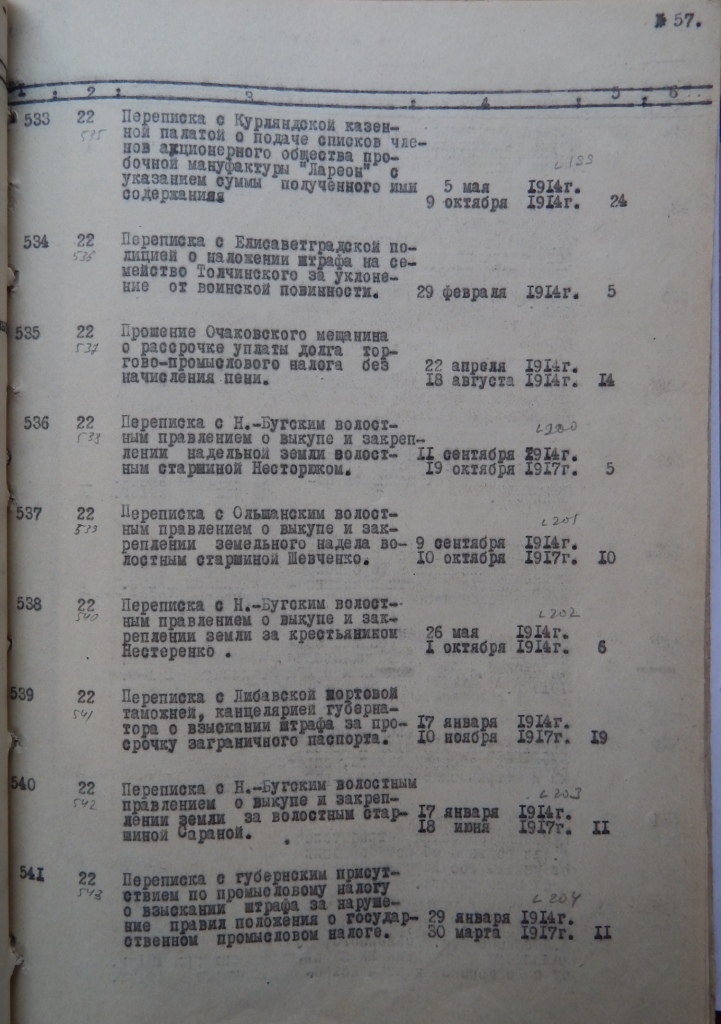 № 57.
1 : 2 : 3 : 4 : 5 : 6
533 22 Переписка с Курляндской казен-
535 ной палатой о подаче списков чле-
нов акционерного общества про-
бочной мануфактуры "Лареон" с
указанием суммы полученного ими 5 мая 1914г.
содержания 9 октября 1914г. 24
534 22 Переписка с Елисаветградской по-
536 лицией о наложении штрафа на се-
мейство Толчинского за уклоне-
ние от воинской повинности. 29 февраля 1914г. 5
535 22 Прошение Очаковского мещанина
537 о рассрочке уплаты долга тор-
гово-промыслового налога без 22 апреля 1914г.
начисления пени. 18 августа 1914г. 14
536 22 Переписка с Н.-Бугским волост- L200
538 ным правлением о выкупе и закреп-
лении надельной земли волост- 11 сентября 1914г.
ным старшиной Несторюком. 19 октября 1917г. 5
537 22 Переписка с Ольшанским волост- L201
539 ным правлением о выкупе и зак-
реплении земельного надела во- 9 сентября 1914г.
лостным старшиной Шевченко. 10 октября 1917г. 10
538 22 Переписка с Н.-Бугским волост- L202
540 ным правлением о выкупе и зак-
реплении земли за крестьяником 26 мая 1914г.
Нестеренко . 1 октября 1914г. 6
539 22 Переписка с Либавской портовой
541 таможней, канцелярией губерна-
тора о взыскании штрафа за про- 17 января 1914г.
срочку заграничного паспорта. 10 ноября 1917г. 19
540 22 Переписка с Н.-Бугским волостным L203
542 правлением о выкупе и закреп-
лении земли за волостным стар- 17 января 1914г.
шиной Сараной. 18 июня 1917г. 11
541 22 Переписка с губернским присут-
543 ствием по промысловому налогу L204
о взыскании штрафа за наруше-
ние правил положения о государ- 29 января 1914г.
ственном промысловом налоге. 30 марта 1917г. 11